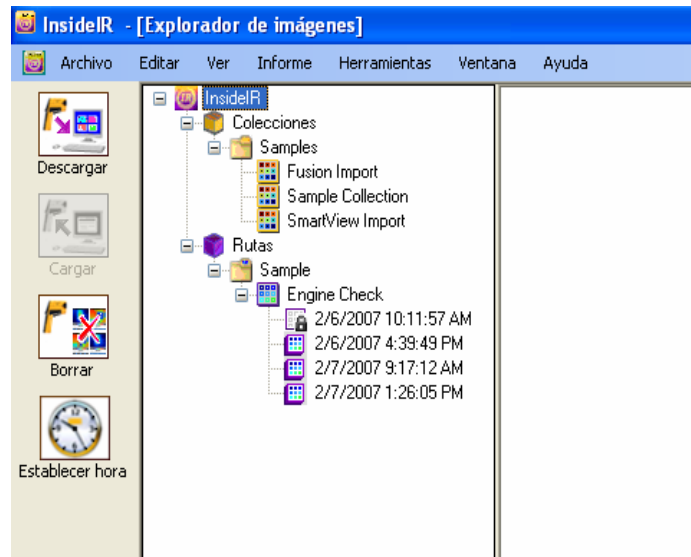 InsideIR - [Explorador de imágenes]
Archivo Editar Ver Informe Herramientas Ventana Ayuda
Descargar
Cargar
Borrar
Establecer hora
InsideIR
Colecciones
Samples
Fusion Import
Sample Collection
SmartView Import
Rutas
Sample
Engine Check
2/6/2007 10:11:57 AM
2/6/2007 4:39:49 PM
2/7/2007 9:17:12 AM
2/7/2007 1:26:05 PM